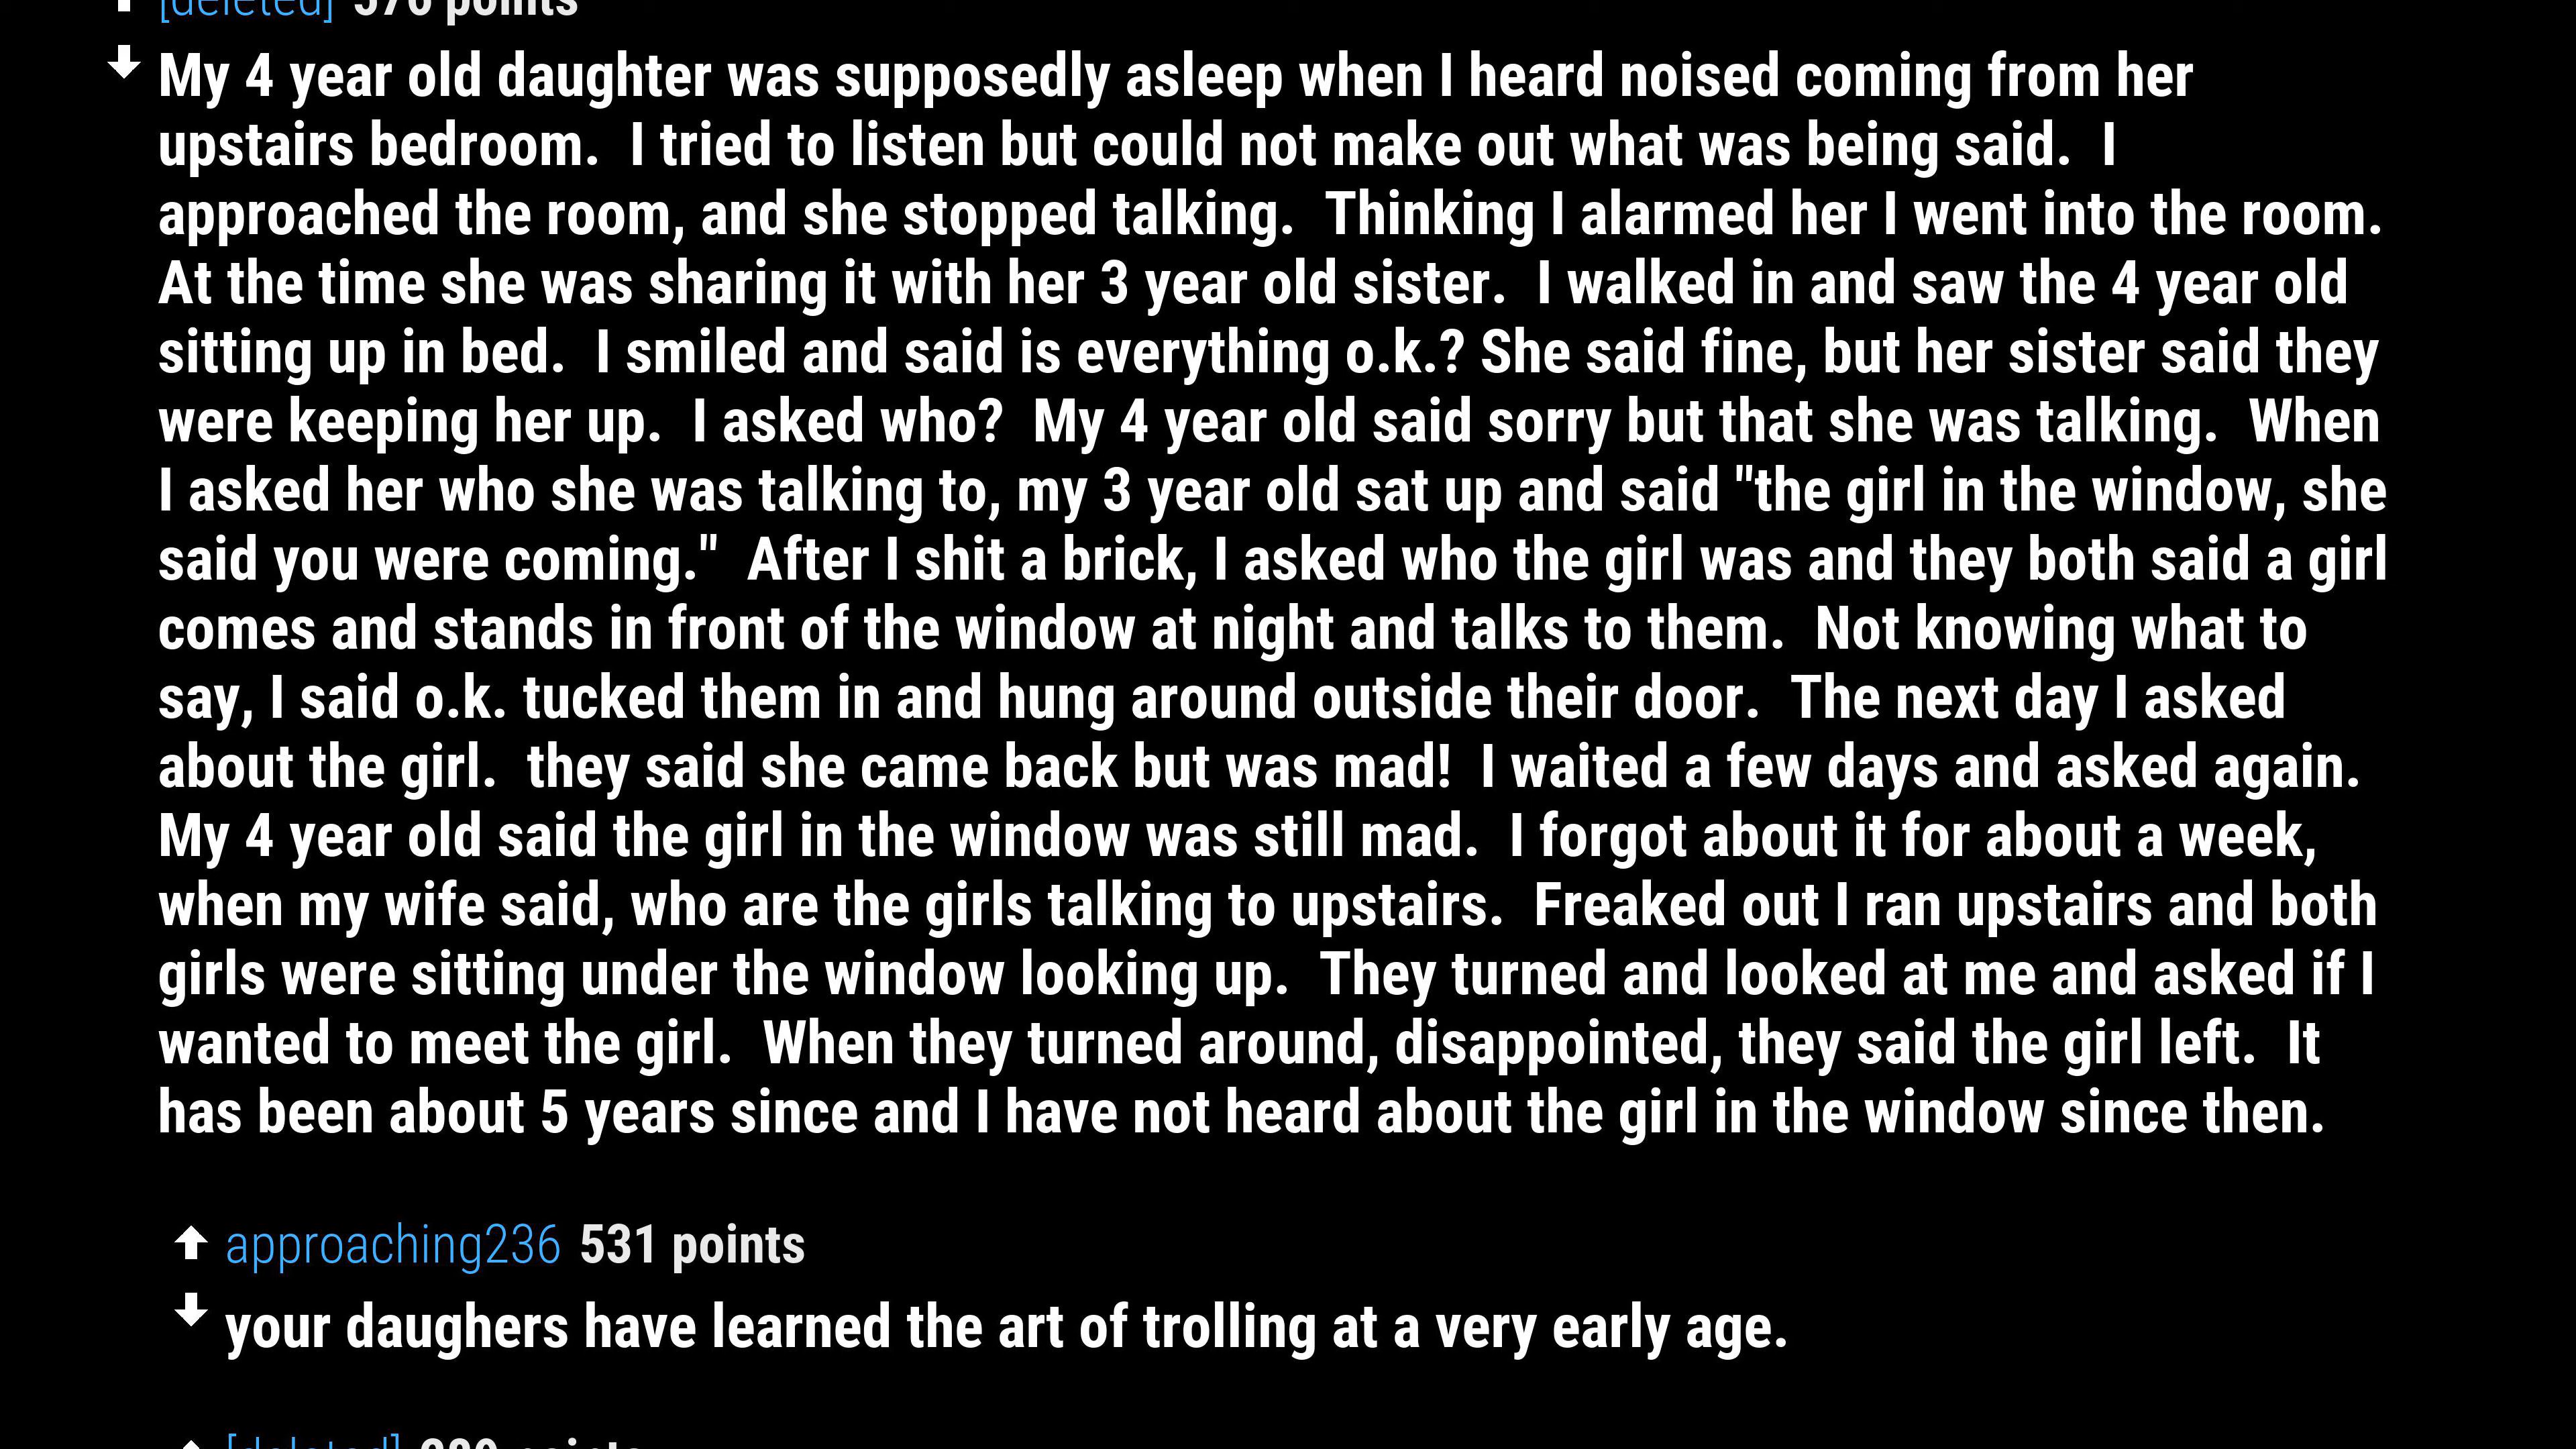 [deleted] 576 points
My 4 year old daughter was supposedly asleep when I heard noised coming from her
upstairs bedroom.  I tried to listen but could not make out what was being said.  I
approached the room, and she stopped talking.  Thinking I alarmed her I went into the room.
At the time she was sharing it with her 3 year old sister.  I walked in and saw the 4 year old
sitting up in bed.  I smiled and said is everything o.k.? She said fine, but her sister said they
were keeping her up.  I asked who?  My 4 year old said sorry but that she was talking.  When
I asked her who she was talking to, my 3 year old sat up and said "the girl in the window, she
said you were coming."  After I shit a brick, I asked who the girl was and they both said a girl
comes and stands in front of the window at night and talks to them.  Not knowing what to
say, I said o.k. tucked them in and hung around outside their door.  The next day I asked
about the girl.  they said she came back but was mad!  I waited a few days and asked again.
My 4 year old said the girl in the window was still mad.  I forgot about it for about a week,
when my wife said, who are the girls talking to upstairs.  Freaked out I ran upstairs and both
girls were sitting under the window looking up.  They turned and looked at me and asked if I
wanted to meet the girl.  When they turned around, disappointed, they said the girl left.  It
has been about 5 years since and I have not heard about the girl in the window since then.
approaching236 531 points
your daughers have learned the art of trolling at a very early age.
[deleted] points